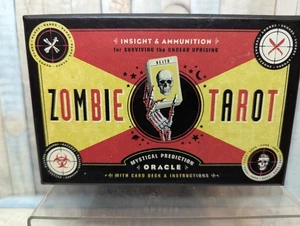 INSIGHT & AMMUNITION
for SURVIVING the UNDEAD UPRISING
DEATH
ZOMBIE TAROT
MYSTICAL PREDICTION
ORACLE
WITH CARD DECK & INSTRUCTIONS